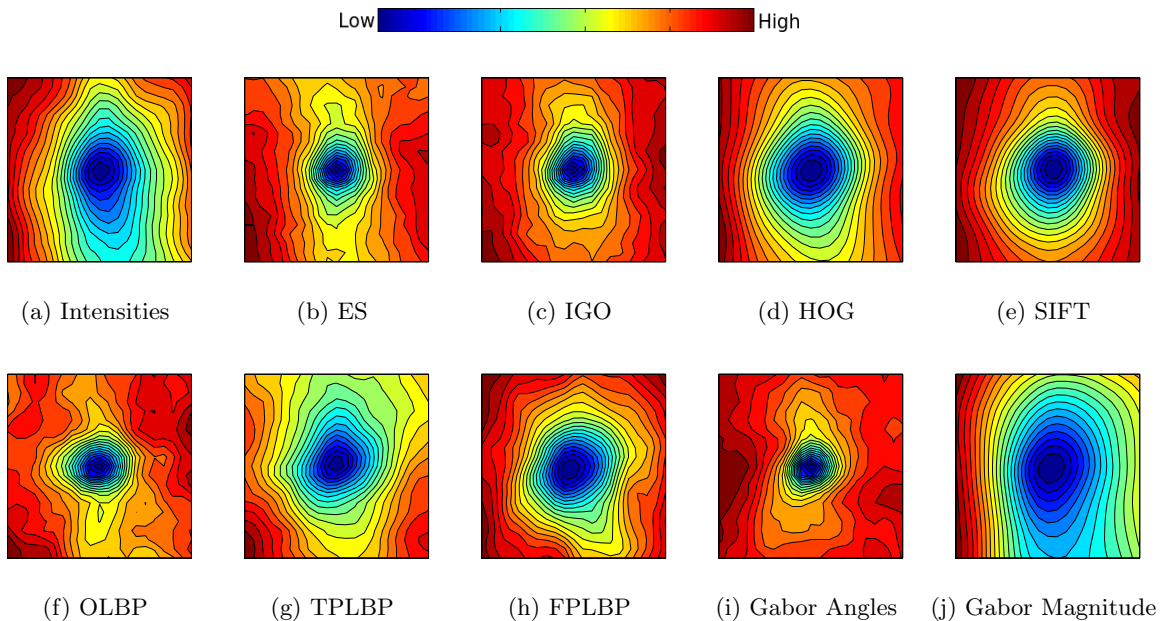 Low High
(a) Intensities (b) ES (c) IGO (d) HOG (e) SIFT
(f) OLBP (g) TPLBP (h) FPLBP (i) Gabor Angles (j) Gabor Magnitude